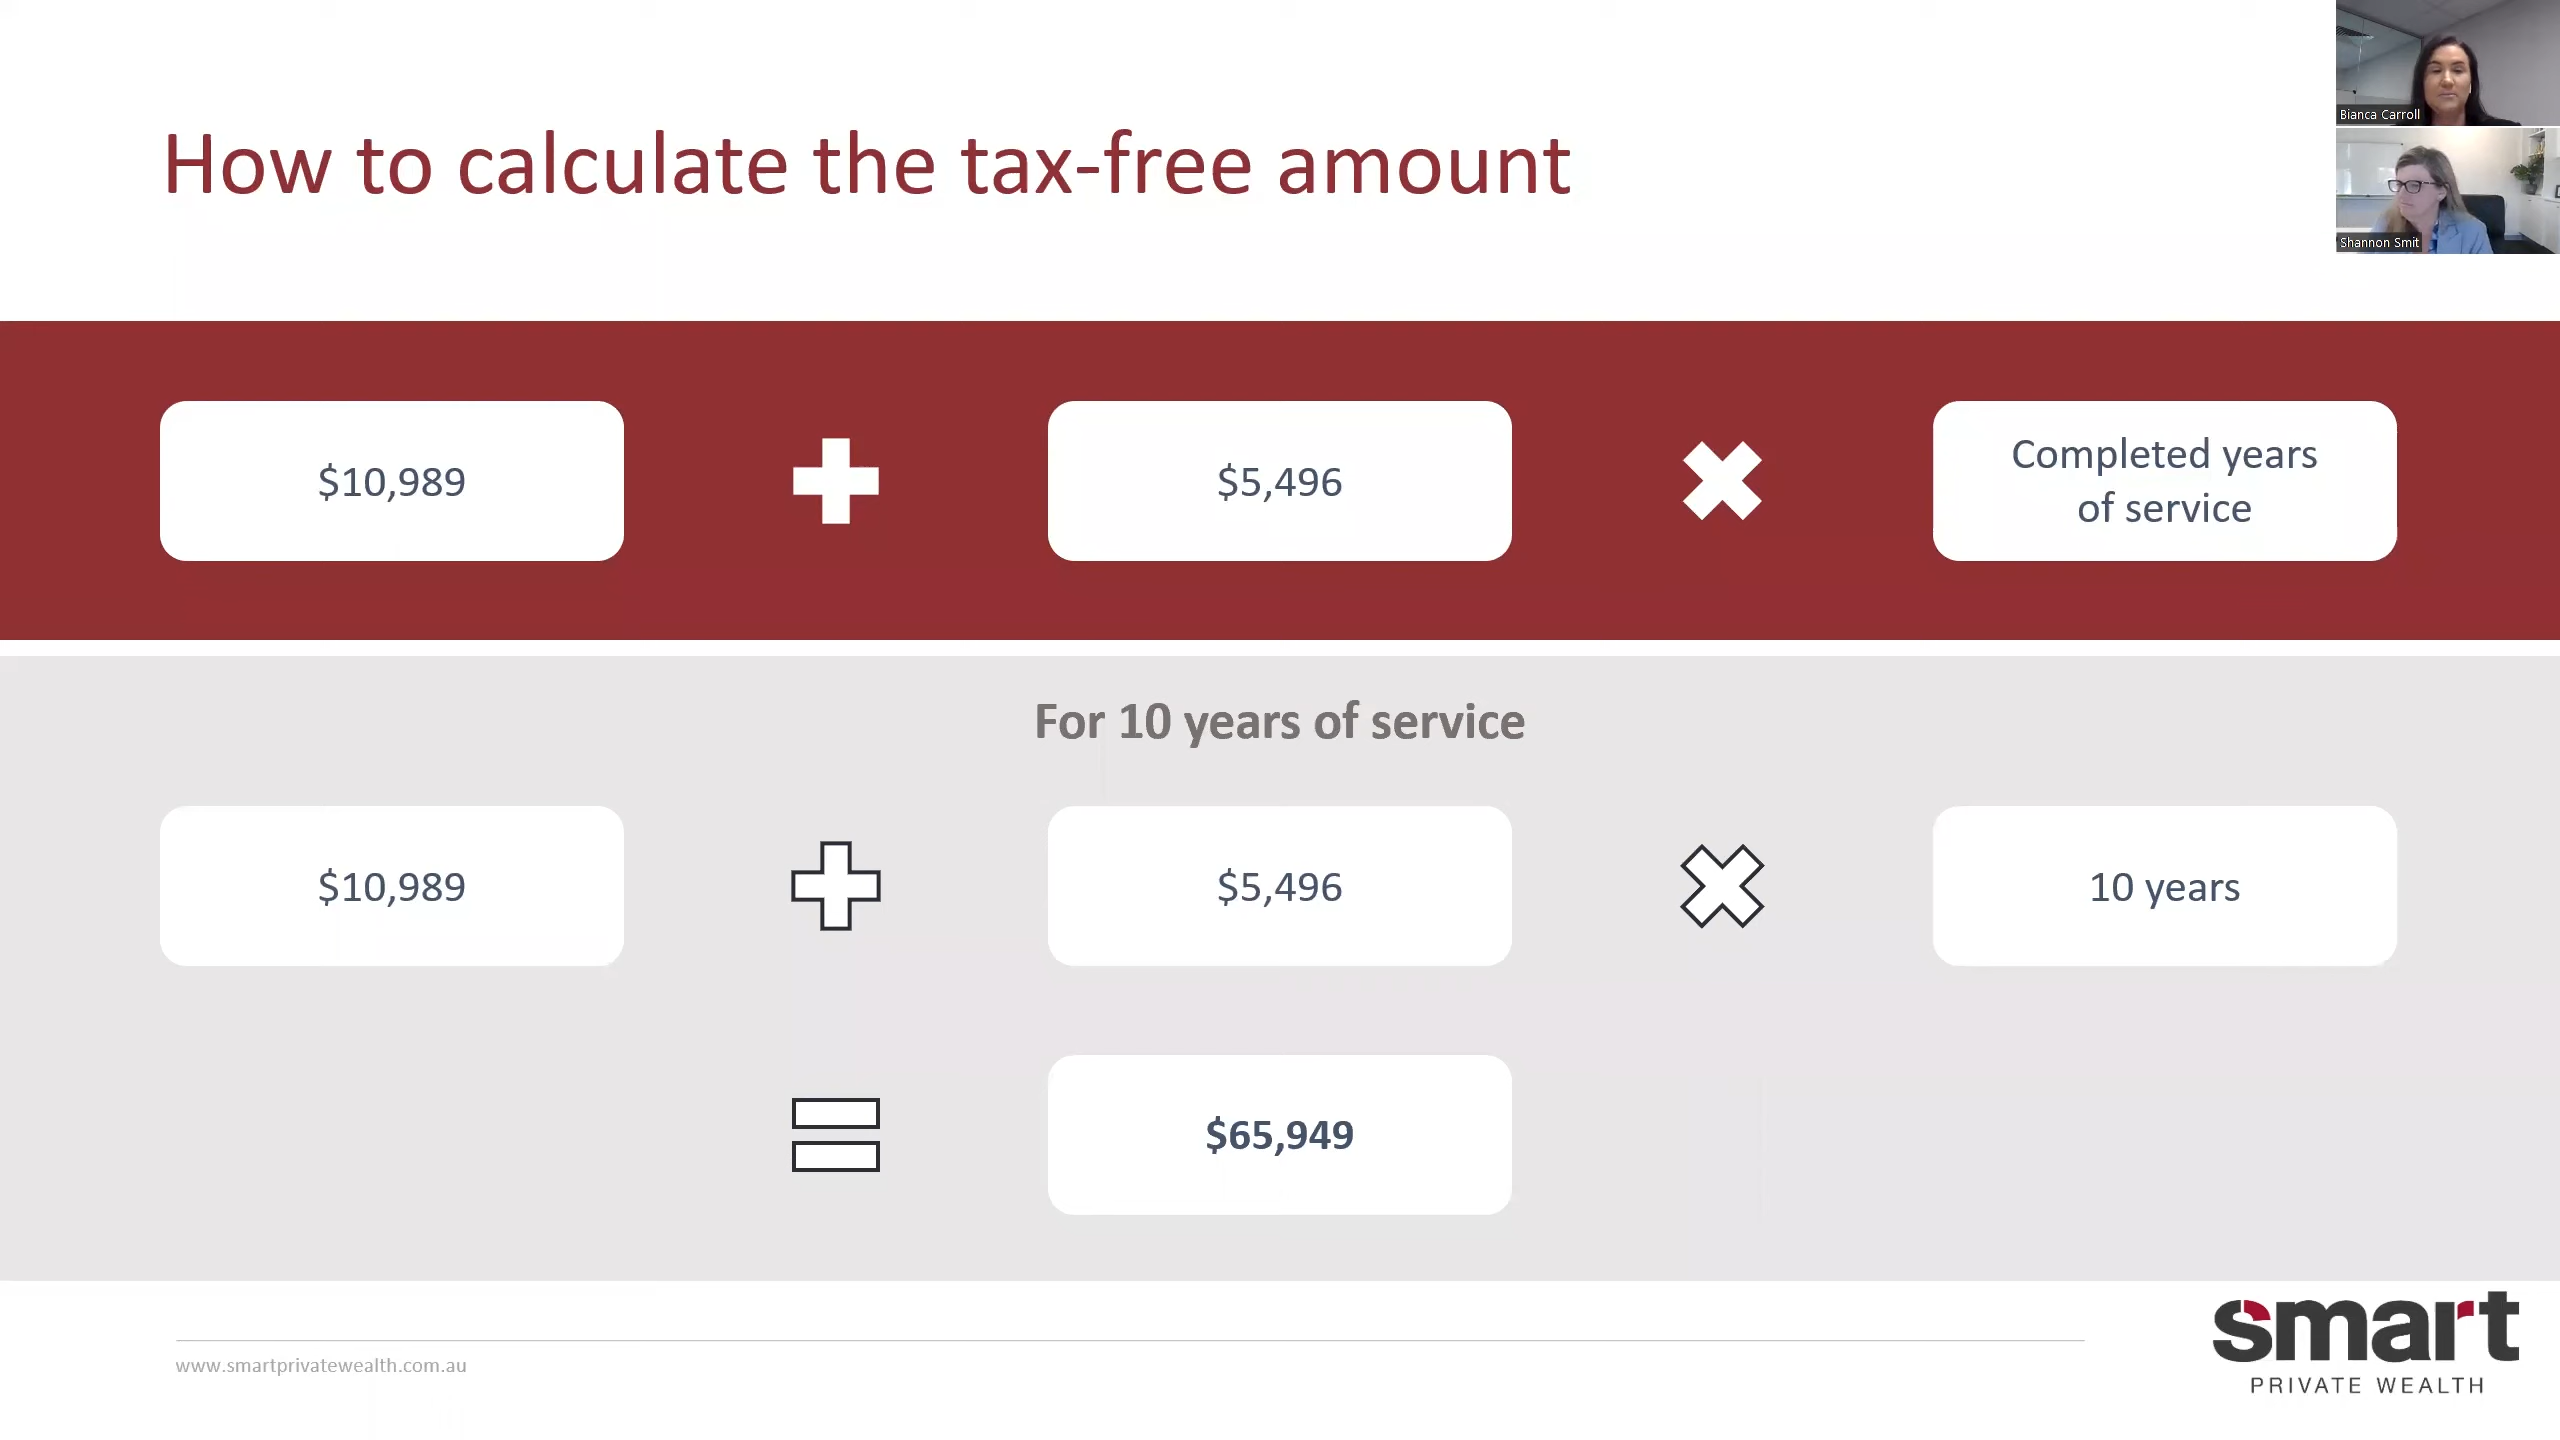 How to calculate the tax-free amount
Bianca Carroll
Shannon Smit
$10,989
$5,496
Completed years
of service
For 10 years of service
$10,989
$5,496
10 years
$65,949
www.smartprivatewealth.com.au
smart
PRIVATE WEALTH